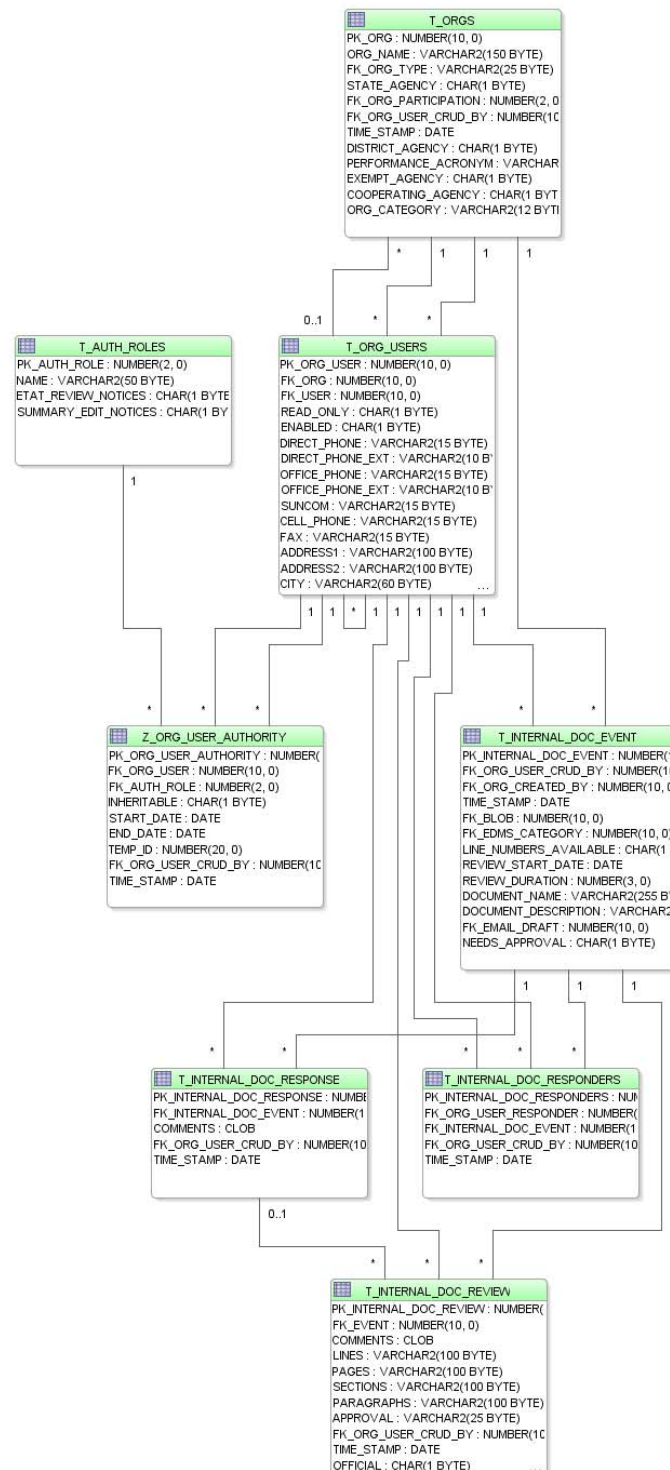 T_ORGS
PK_ORG : NUMBER(10, 0)
ORG_NAME : VARCHAR2(150 BYTE)
FK_ORG_TYPE : VARCHAR2(25 BYTE)
STATE_AGENCY : CHAR(1 BYTE)
FK_ORG_PARTICIPATION : NUMBER(2, 0
FK_ORG_USER_CRUD_BY : NUMBER(10
TIME_STAMP : DATE
DISTRICT_AGENCY : CHAR(1 BYTE)
PERFORMANCE_ACRONYM : VARCHAR
EXEMPT_AGENCY : CHAR(1 BYTE)
COOPERATING_AGENCY : CHAR(1 BYT
ORG_CATEGORY : VARCHAR2(12 BYTI
* 1 1 1
0..1 * *
T_AUTH_ROLES
PK_AUTH_ROLE : NUMBER(2, 0)
NAME : VARCHAR2(50 BYTE)
ETAT_REVIEW_NOTICES : CHAR(1 BYTE
SUMMARY_EDIT_NOTICES : CHAR(1 BY
1
T_ORG_USERS
PK_ORG_USER : NUMBER(10, 0)
FK_ORG : NUMBER(10, 0)
FK_USER : NUMBER(10, 0)
READ_ONLY : CHAR(1 BYTE)
ENABLED : CHAR(1 BYTE)
DIRECT_PHONE : VARCHAR2(15 BYTE)
DIRECT_PHONE_EXT : VARCHAR2(10 B'
OFFICE_PHONE : VARCHAR2(15 BYTE)
OFFICE_PHONE_EXT : VARCHAR2(10 B'
SUNCOM : VARCHAR2(15 BYTE)
CELL_PHONE : VARCHAR2(15 BYTE)
FAX : VARCHAR2(15 BYTE)
ADDRESS1 : VARCHAR2(100 BYTE)
ADDRESS2 : VARCHAR2(100 BYTE)
CITY : VARCHAR2(60 BYTE) ...
1 1 * 1 1 1 1 1 1
* * * * *
Z_ORG_USER_AUTHORITY
PK_ORG_USER_AUTHORITY : NUMBER(
FK_ORG_USER : NUMBER(10, 0)
FK_AUTH_ROLE : NUMBER(2, 0)
INHERITABLE : CHAR(1 BYTE)
START_DATE : DATE
END_DATE : DATE
TEMP_ID : NUMBER(20, 0)
FK_ORG_USER_CRUD_BY : NUMBER(10
TIME_STAMP : DATE
T_INTERNAL_DOC_EVENT
PK_INTERNAL_DOC_EVENT : NUMBER(
FK_ORG_USER_CRUD_BY : NUMBER(10
FK_ORG_CREATED_BY : NUMBER(10, 0
TIME_STAMP : DATE
FK_BLOB : NUMBER(10, 0)
FK_EDMS_CATEGORY : NUMBER(10, 0)
LINE_NUMBERS_AVAILABLE : CHAR(1
REVIEW_START_DATE : DATE
REVIEW_DURATION : NUMBER(3, 0)
DOCUMENT_NAME : VARCHAR2(255 BY
DOCUMENT_DESCRIPTION : VARCHAR2
FK_EMAIL_DRAFT : NUMBER(10, 0)
NEEDS_APPROVAL : CHAR(1 BYTE)
1 1 1
* * * * *
T_INTERNAL_DOC_RESPONSE
PK_INTERNAL_DOC_RESPONSE : NUMBE
FK_INTERNAL_DOC_EVENT : NUMBER(1
COMMENTS : CLOB
FK_ORG_USER_CRUD_BY : NUMBER(10
TIME_STAMP : DATE
0..1
T_INTERNAL_DOC_RESPONDERS
PK_INTERNAL_DOC_RESPONDERS : NUM
FK_ORG_USER_RESPONDER : NUMBER(
FK_INTERNAL_DOC_EVENT : NUMBER(1
FK_ORG_USER_CRUD_BY : NUMBER(10
TIME_STAMP : DATE
* * *
T_INTERNAL_DOC_REVIEW
PK_INTERNAL_DOC_REVIEW : NUMBER(
FK_EVENT : NUMBER(10, 0)
COMMENTS : CLOB
LINES : VARCHAR2(100 BYTE)
PAGES : VARCHAR2(100 BYTE)
SECTIONS : VARCHAR2(100 BYTE)
PARAGRAPHS : VARCHAR2(100 BYTE)
APPROVAL : VARCHAR2(25 BYTE)
FK_ORG_USER_CRUD_BY : NUMBER(10
TIME_STAMP : DATE
OFFICIAL : CHAR(1 BYTE) ...